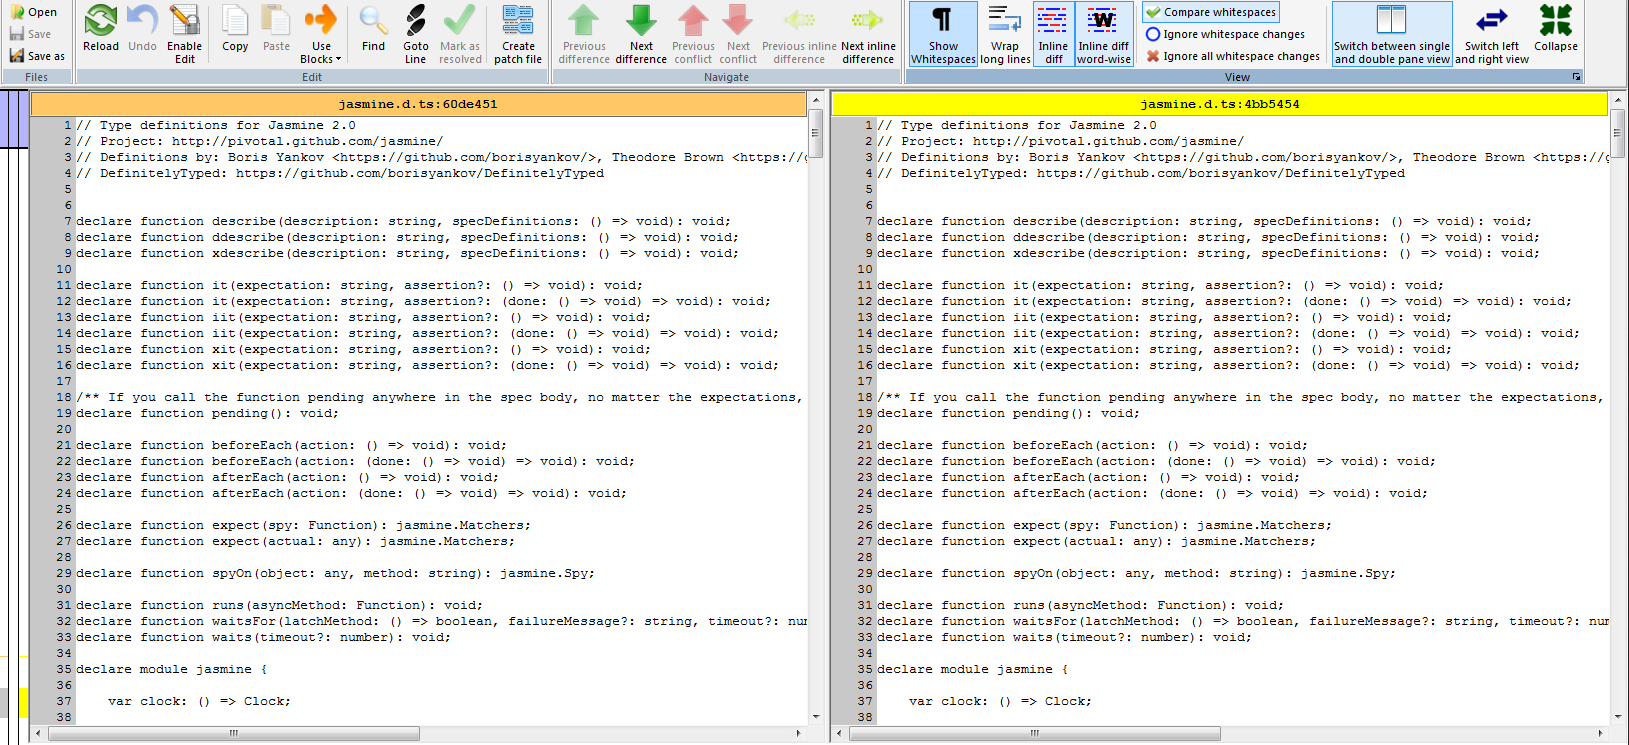 Open
Save
Save as
Files
Reload
Undo
Enable Edit
Copy
Paste
Use Blocks
Find
Goto Line
Mark as resolved
Create patch file
Edit
Previous difference
Next difference
Previous conflict
Next conflict
Previous inline difference
Next inline difference
Navigate
Show Whitespaces
Wrap long lines
Inline diff
Inline diff word-wise
Compare whitespaces
Ignore whitespace changes
Ignore all whitespace changes
Switch between single and double pane view
Switch left and right view
Collapse
View
jasmine.d.ts:60de451
1 // Type definitions for Jasmine 2.0
2 // Project: http://pivotal.github.com/jasmine/
3 // Definitions by: Boris Yankov <https://github.com/borisyankov/>, Theodore Brown <https://g
4 // DefinitelyTyped: https://github.com/borisyankov/DefinitelyTyped
5
6
7 declare function describe(description: string, specDefinitions: () => void): void;
8 declare function ddescribe(description: string, specDefinitions: () => void): void;
9 declare function xdescribe(description: string, specDefinitions: () => void): void;
10
11 declare function it(expectation: string, assertion?: () => void): void;
12 declare function it(expectation: string, assertion?: (done: () => void) => void): void;
13 declare function iit(expectation: string, assertion?: () => void): void;
14 declare function iit(expectation: string, assertion?: (done: () => void) => void): void;
15 declare function xit(expectation: string, assertion?: () => void): void;
16 declare function xit(expectation: string, assertion?: (done: () => void) => void): void;
17
18 /** If you call the function pending anywhere in the spec body, no matter the expectations,
19 declare function pending(): void;
20
21 declare function beforeEach(action: () => void): void;
22 declare function beforeEach(action: (done: () => void) => void): void;
23 declare function afterEach(action: () => void): void;
24 declare function afterEach(action: (done: () => void) => void): void;
25
26 declare function expect(spy: Function): jasmine.Matchers;
27 declare function expect(actual: any): jasmine.Matchers;
28
29 declare function spyOn(object: any, method: string): jasmine.Spy;
30
31 declare function runs(asyncMethod: Function): void;
32 declare function waitsFor(latchMethod: () => boolean, failureMessage?: string, timeout?: num
33 declare function waits(timeout?: number): void;
34
35 declare module jasmine {
36
37 var clock: () => Clock;
38
jasmine.d.ts:4bb5454
1 // Type definitions for Jasmine 2.0
2 // Project: http://pivotal.github.com/jasmine/
3 // Definitions by: Boris Yankov <https://github.com/borisyankov/>, Theodore Brown <https://g
4 // DefinitelyTyped: https://github.com/borisyankov/DefinitelyTyped
5
6
7 declare function describe(description: string, specDefinitions: () => void): void;
8 declare function ddescribe(description: string, specDefinitions: () => void): void;
9 declare function xdescribe(description: string, specDefinitions: () => void): void;
10
11 declare function it(expectation: string, assertion?: () => void): void;
12 declare function it(expectation: string, assertion?: (done: () => void) => void): void;
13 declare function iit(expectation: string, assertion?: () => void): void;
14 declare function iit(expectation: string, assertion?: (done: () => void) => void): void;
15 declare function xit(expectation: string, assertion?: () => void): void;
16 declare function xit(expectation: string, assertion?: (done: () => void) => void): void;
17
18 /** If you call the function pending anywhere in the spec body, no matter the expectations,
19 declare function pending(): void;
20
21 declare function beforeEach(action: () => void): void;
22 declare function beforeEach(action: (done: () => void) => void): void;
23 declare function afterEach(action: () => void): void;
24 declare function afterEach(action: (done: () => void) => void): void;
25
26 declare function expect(spy: Function): jasmine.Matchers;
27 declare function expect(actual: any): jasmine.Matchers;
28
29 declare function spyOn(object: any, method: string): jasmine.Spy;
30
31 declare function runs(asyncMethod: Function): void;
32 declare function waitsFor(latchMethod: () => boolean, failureMessage?: string, timeout?: num
33 declare function waits(timeout?: number): void;
34
35 declare module jasmine {
36
37 var clock: () => Clock;
38